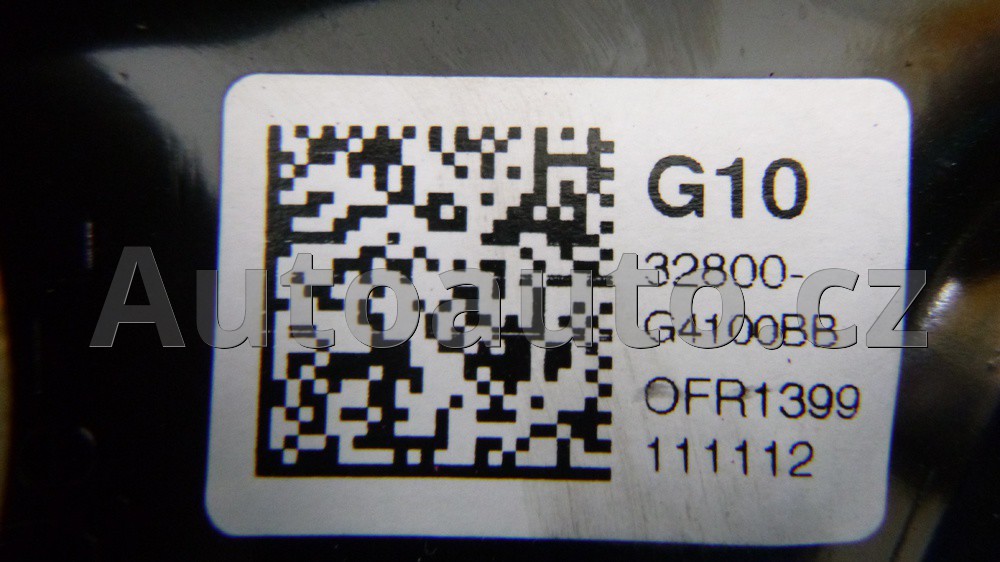 G10
32800-
Autoauto.cz
G4100BB
OFR1399
111112